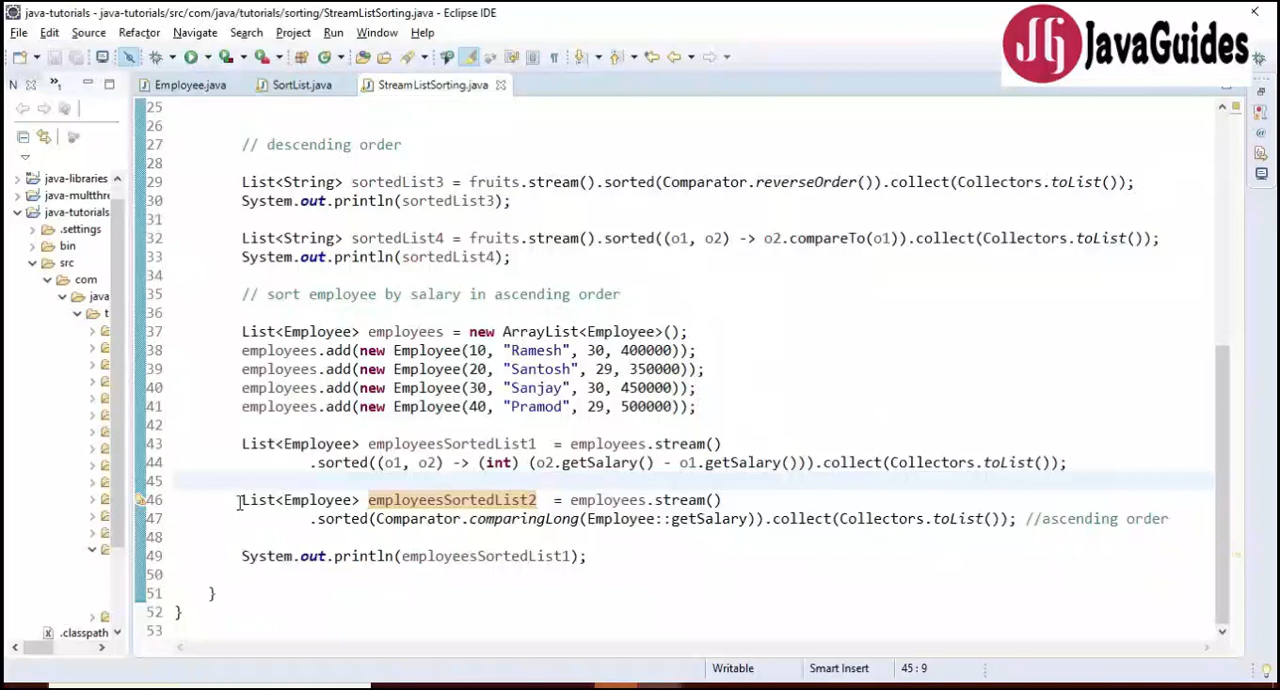 java-tutorials - java-tutorials/src/com/java/tutorials/sorting/StreamListSorting.java - Eclipse IDE
JG JavaGuides
File Edit Source Refactor Navigate Search Project Run Window Help
N »1 Employee.java SortList.java StreamListSorting.java
java-libraries
java-multthre
java-tutorials
.settings
bin
src
com
java
t
.classpath
25
26
27 // descending order
28
29 List<String> sortedList3 = fruits.stream().sorted(Comparator.reverseOrder()).collect(Collectors.toList());
30 System.out.println(sortedList3);
31
32 List<String> sortedList4 = fruits.stream().sorted((o1, o2) -> o2.compareTo(o1)).collect(Collectors.toList());
33 System.out.println(sortedList4);
34
35 // sort employee by salary in ascending order
36
37 List<Employee> employees = new ArrayList<Employee>();
38 employees.add(new Employee(10, "Ramesh", 30, 400000));
39 employees.add(new Employee(20, "Santosh", 29, 350000));
40 employees.add(new Employee(30, "Sanjay", 30, 450000));
41 employees.add(new Employee(40, "Pramod", 29, 500000));
42
43 List<Employee> employeesSortedList1 = employees.stream()
44 .sorted((o1, o2) -> (int) (o2.getSalary() - o1.getSalary())).collect(Collectors.toList());
45
46 List<Employee> employeesSortedList2 = employees.stream()
47 .sorted(Comparator.comparingLong(Employee::getSalary)).collect(Collectors.toList()); //ascending order
48
49 System.out.println(employeesSortedList1);
50
51 }
52 }
53
Writable Smart Insert 45 : 9